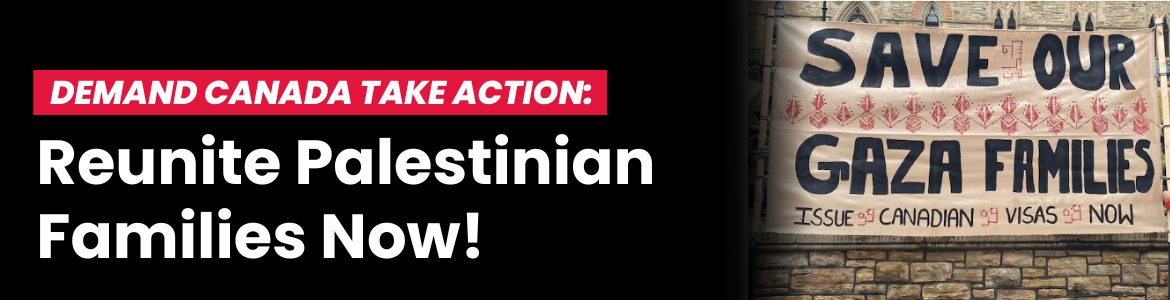 DEMAND CANADA TAKE ACTION:
Reunite Palestinian
Families Now!
SAVE OUR
GAZA FAMILIES
ISSUE CANADIAN VISAS NOW